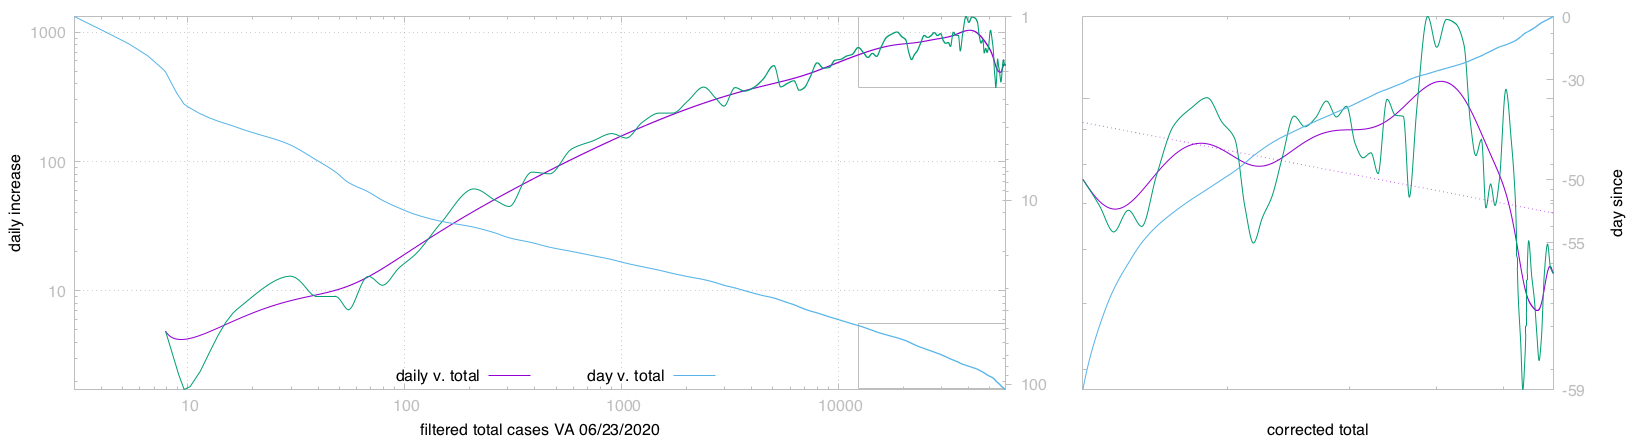 1000
100
10
daily increase
10
100
1000
10000
filtered total cases VA 06/23/2020
daily v. total
day v. total
1
10
100
0
-30
-50
-55
-59
day since
corrected total